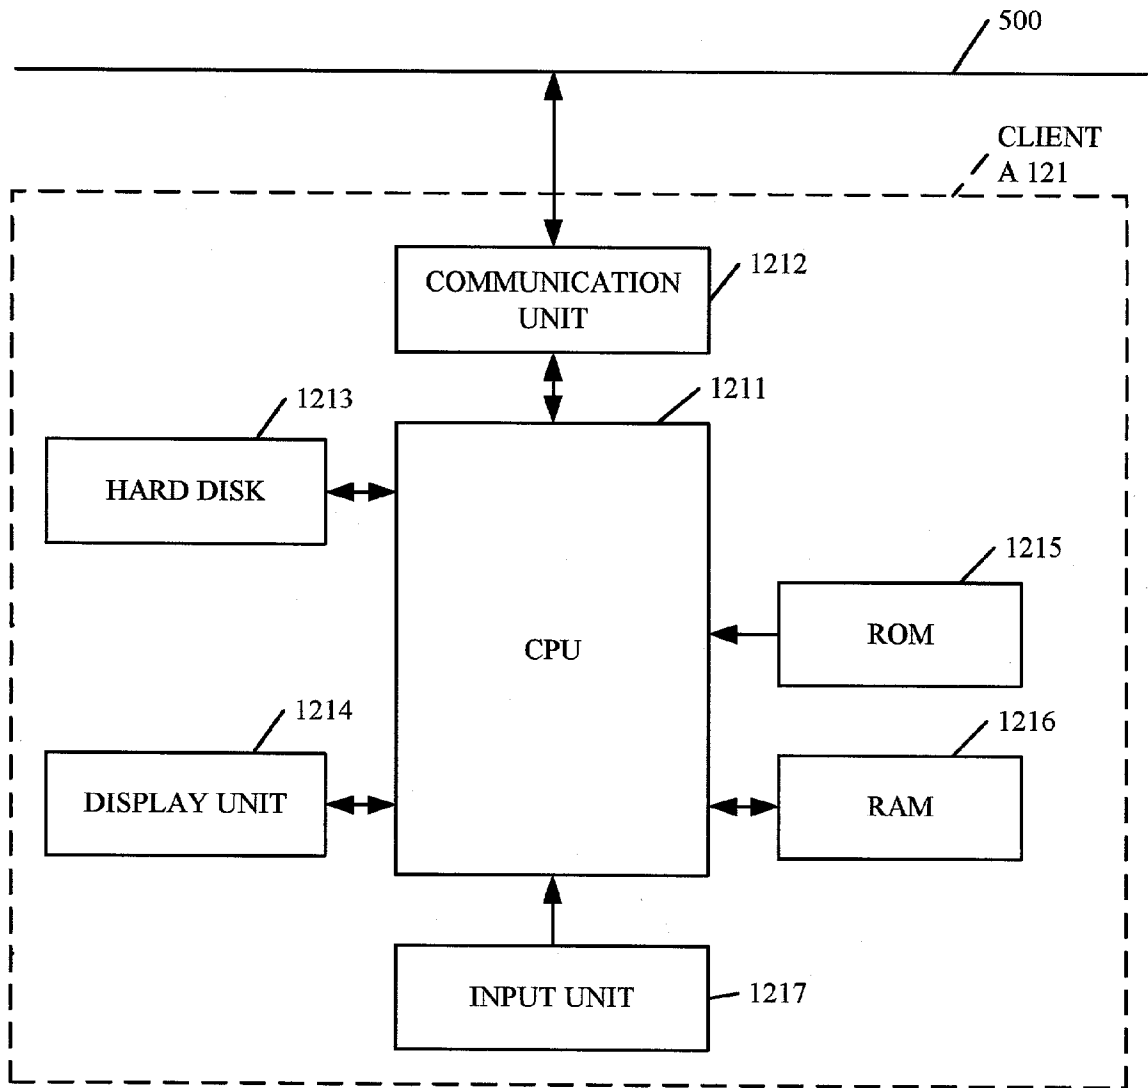 500
CLIENT
A 121
1212
COMMUNICATION
UNIT
1211
1213
HARD DISK
CPU
1215
ROM
1214
DISPLAY UNIT
1216
RAM
INPUT UNIT
1217